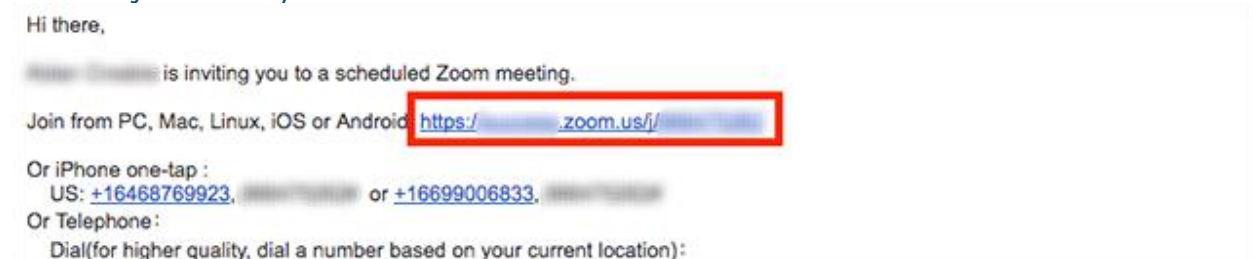 Hi there,
is inviting you to a scheduled Zoom meeting.
Join from PC, Mac, Linux, iOS or Android https:/ .zoom.us/j/
Or iPhone one-tap :
US: +16468769923, or +16699006833,
Or Telephone:
Dial(for higher quality, dial a number based on your current location):